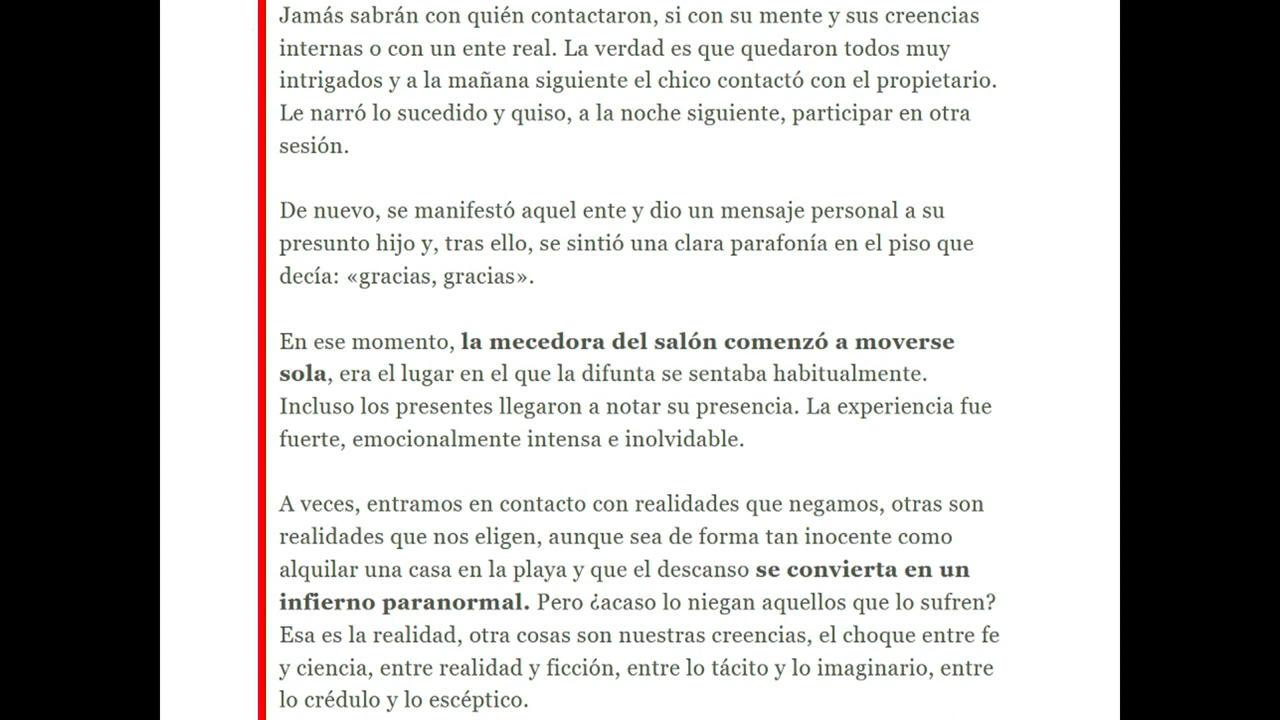 Jamás sabrán con quién contactaron, si con su mente y sus creencias
internas o con un ente real. La verdad es que quedaron todos muy
intrigados y a la mañana siguiente el chico contactó con el propietario.
Le narró lo sucedido y quiso, a la noche siguiente, participar en otra
sesión.
De nuevo, se manifestó aquel ente y dio un mensaje personal a su
presunto hijo y, tras ello, se sintió una clara parafonía en el piso que
decía: «gracias, gracias».
En ese momento, la mecedora del salón comenzó a moverse
sola, era el lugar en el que la difunta se sentaba habitualmente.
Incluso los presentes llegaron a notar su presencia. La experiencia fue
fuerte, emocionalmente intensa e inolvidable.
A veces, entramos en contacto con realidades que negamos, otras son
realidades que nos eligen, aunque sea de forma tan inocente como
alquilar una casa en la playa y que el descanso se convierta en un
infierno paranormal. Pero ¿acaso lo niegan aquellos que lo sufren?
Esa es la realidad, otra cosas son nuestras creencias, el choque entre fe
y ciencia, entre realidad y ficción, entre lo tácito y lo imaginario, entre
lo crédulo y lo escéptico.